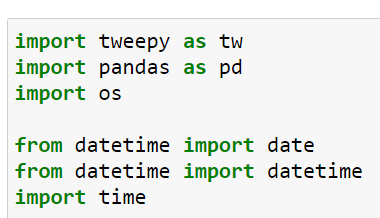 import tweepy as tw
import pandas as pd
import os
from datetime import date
from datetime import datetime
import time